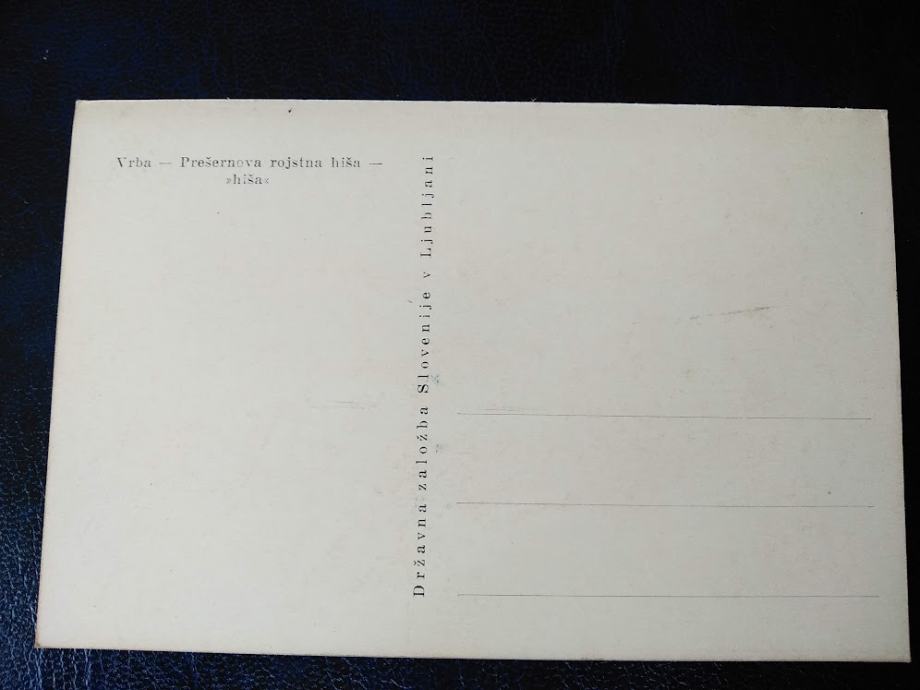 Vrba — Prešernova rojstna hiša —
»hiša«
Državna založba Slovenije v Ljubljani